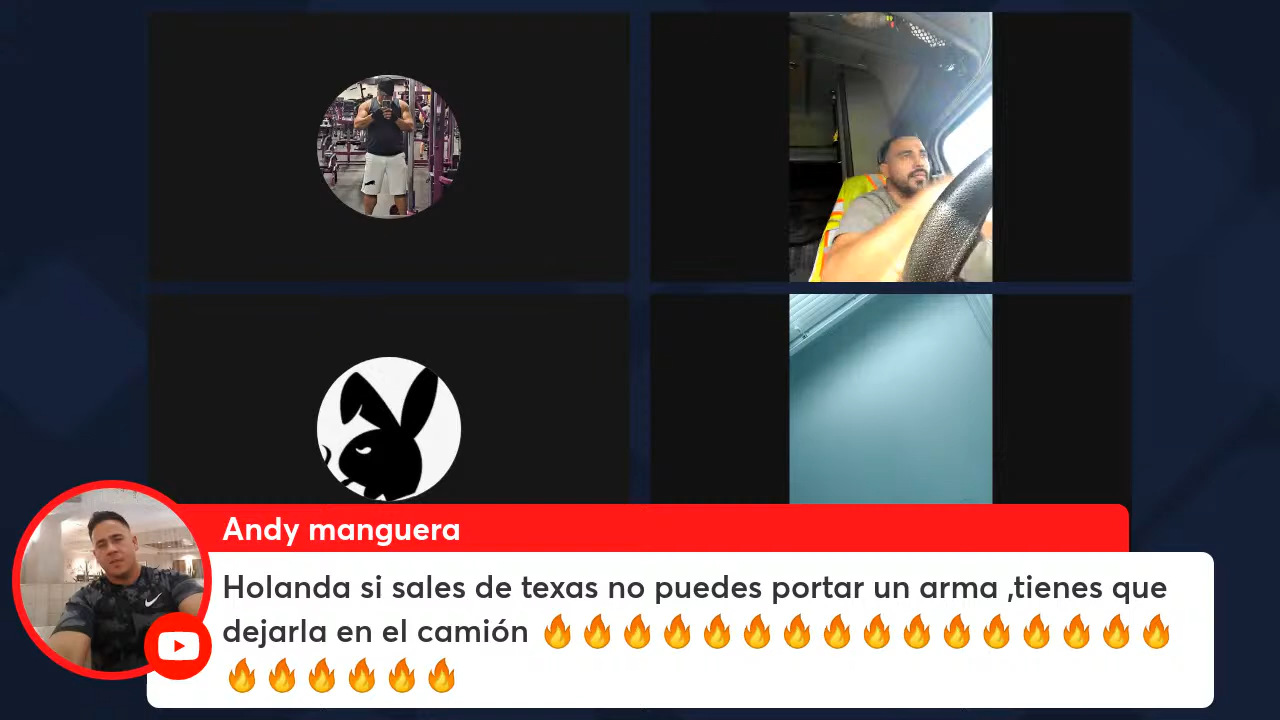 Andy manguera
Holanda si sales de texas no puedes portar un arma ,tienes que
dejarla en el camión 🔥🔥🔥🔥🔥🔥🔥🔥🔥🔥🔥🔥🔥🔥🔥🔥
🔥🔥🔥🔥🔥🔥